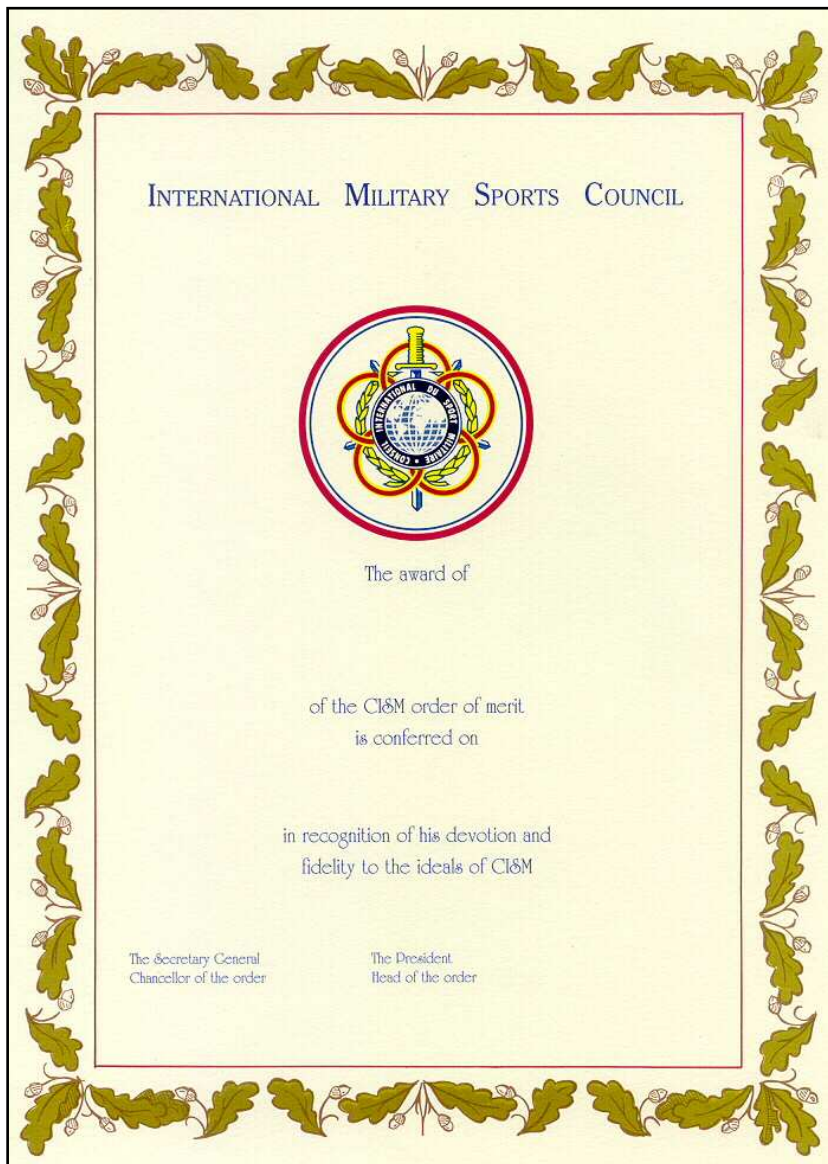 INTERNATIONAL MILITARY SPORTS COUNCIL
CONSEIL INTERNATIONAL DU SPORT MILITAIRE •
The award of
of the CISM order of merit
is conferred on
in recognition of his devotion and
fidelity to the ideals of CISM
The Secretary General
Chancellor of the order
The President
Head of the order